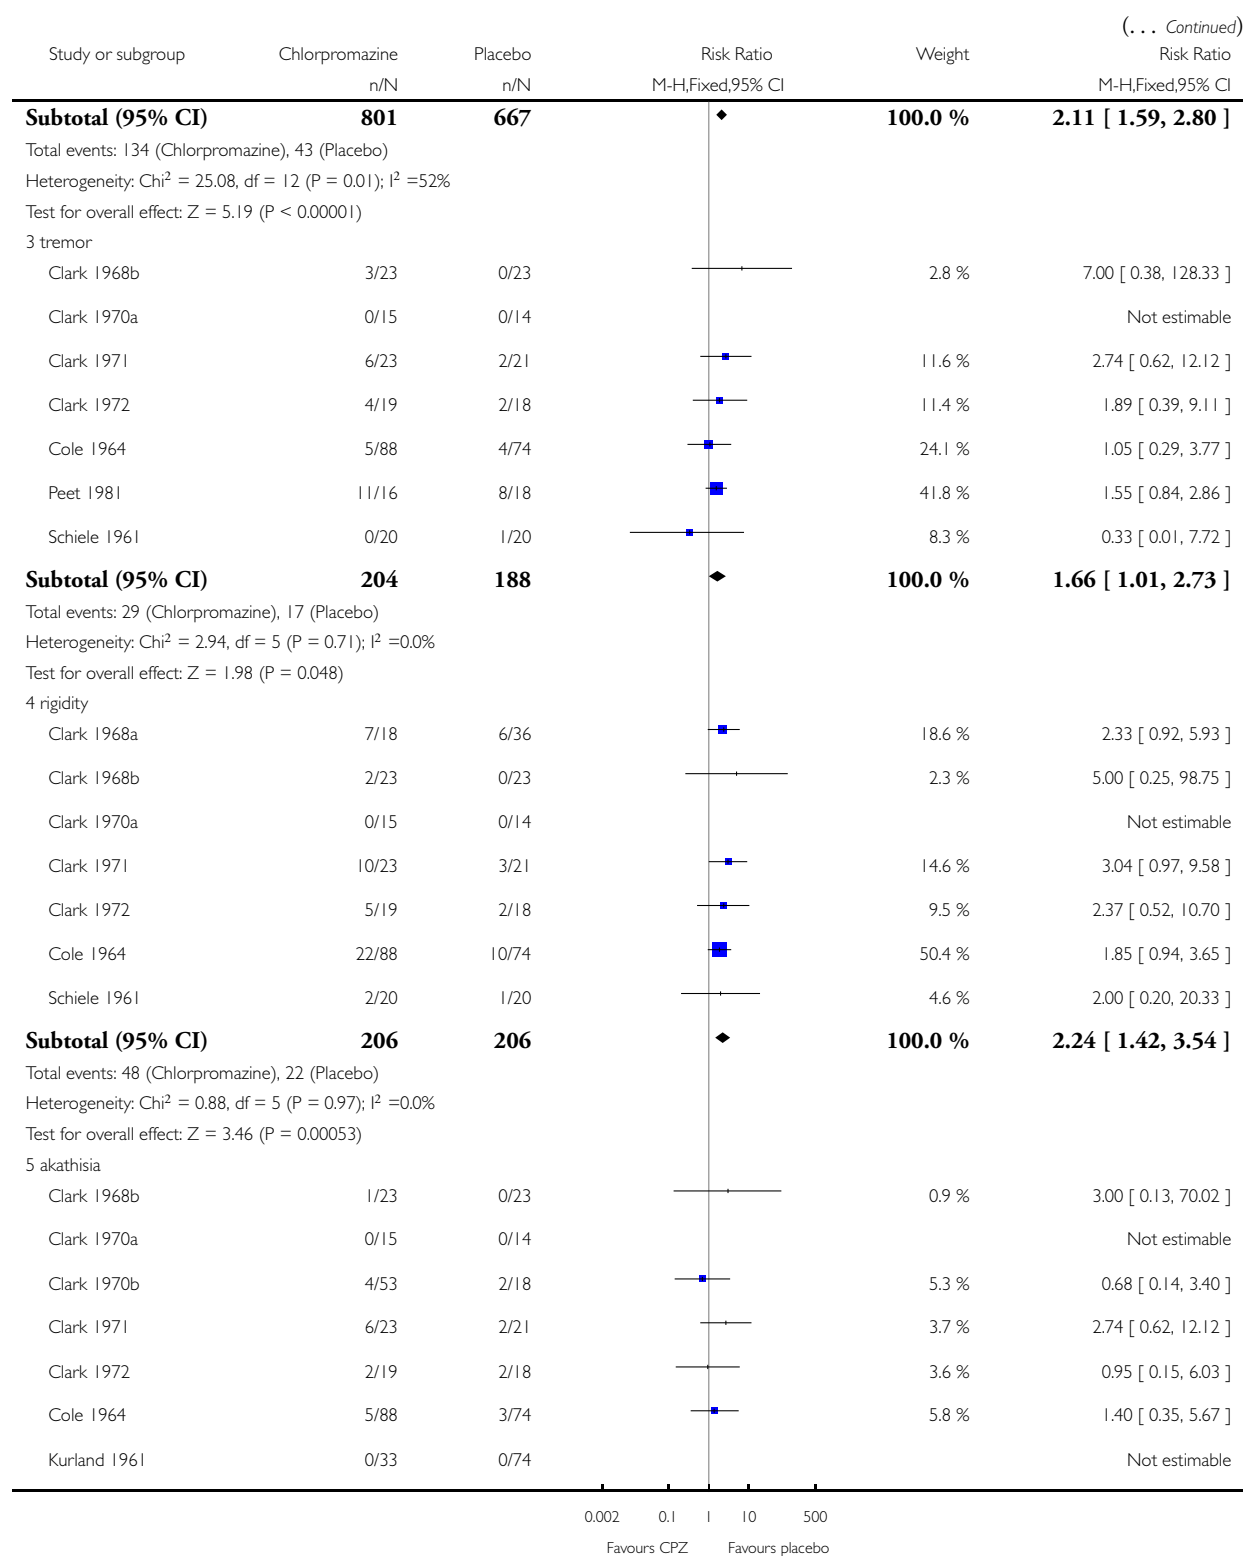 (... Continued)
Study or subgroup Chlorpromazine Placebo Risk Ratio Weight Risk Ratio
n/N n/N M-H,Fixed,95% CI M-H,Fixed,95% CI
Subtotal (95% CI) 801 667 100.0 % 2.11 [ 1.59, 2.80 ]
Total events: 134 (Chlorpromazine), 43 (Placebo)
Heterogeneity: Chi² = 25.08, df = 12 (P = 0.01); I² =52%
Test for overall effect: Z = 5.19 (P < 0.00001)
3 tremor
Clark 1968b 3/23 0/23 2.8 % 7.00 [ 0.38, 128.33 ]
Clark 1970a 0/15 0/14 Not estimable
Clark 1971 6/23 2/21 11.6 % 2.74 [ 0.62, 12.12 ]
Clark 1972 4/19 2/18 11.4 % 1.89 [ 0.39, 9.11 ]
Cole 1964 5/88 4/74 24.1 % 1.05 [ 0.29, 3.77 ]
Peet 1981 11/16 8/18 41.8 % 1.55 [ 0.84, 2.86 ]
Schiele 1961 0/20 1/20 8.3 % 0.33 [ 0.01, 7.72 ]
Subtotal (95% CI) 204 188 100.0 % 1.66 [ 1.01, 2.73 ]
Total events: 29 (Chlorpromazine), 17 (Placebo)
Heterogeneity: Chi² = 2.94, df = 5 (P = 0.71); I² =0.0%
Test for overall effect: Z = 1.98 (P = 0.048)
4 rigidity
Clark 1968a 7/18 6/36 18.6 % 2.33 [ 0.92, 5.93 ]
Clark 1968b 2/23 0/23 2.3 % 5.00 [ 0.25, 98.75 ]
Clark 1970a 0/15 0/14 Not estimable
Clark 1971 10/23 3/21 14.6 % 3.04 [ 0.97, 9.58 ]
Clark 1972 5/19 2/18 9.5 % 2.37 [ 0.52, 10.70 ]
Cole 1964 22/88 10/74 50.4 % 1.85 [ 0.94, 3.65 ]
Schiele 1961 2/20 1/20 4.6 % 2.00 [ 0.20, 20.33 ]
Subtotal (95% CI) 206 206 100.0 % 2.24 [ 1.42, 3.54 ]
Total events: 48 (Chlorpromazine), 22 (Placebo)
Heterogeneity: Chi² = 0.88, df = 5 (P = 0.97); I² =0.0%
Test for overall effect: Z = 3.46 (P = 0.00053)
5 akathisia
Clark 1968b 1/23 0/23 0.9 % 3.00 [ 0.13, 70.02 ]
Clark 1970a 0/15 0/14 Not estimable
Clark 1970b 4/53 2/18 5.3 % 0.68 [ 0.14, 3.40 ]
Clark 1971 6/23 2/21 3.7 % 2.74 [ 0.62, 12.12 ]
Clark 1972 2/19 2/18 3.6 % 0.95 [ 0.15, 6.03 ]
Cole 1964 5/88 3/74 5.8 % 1.40 [ 0.35, 5.67 ]
Kurland 1961 0/33 0/74 Not estimable
0.002 0.1 1 10 500
Favours CPZ Favours placebo